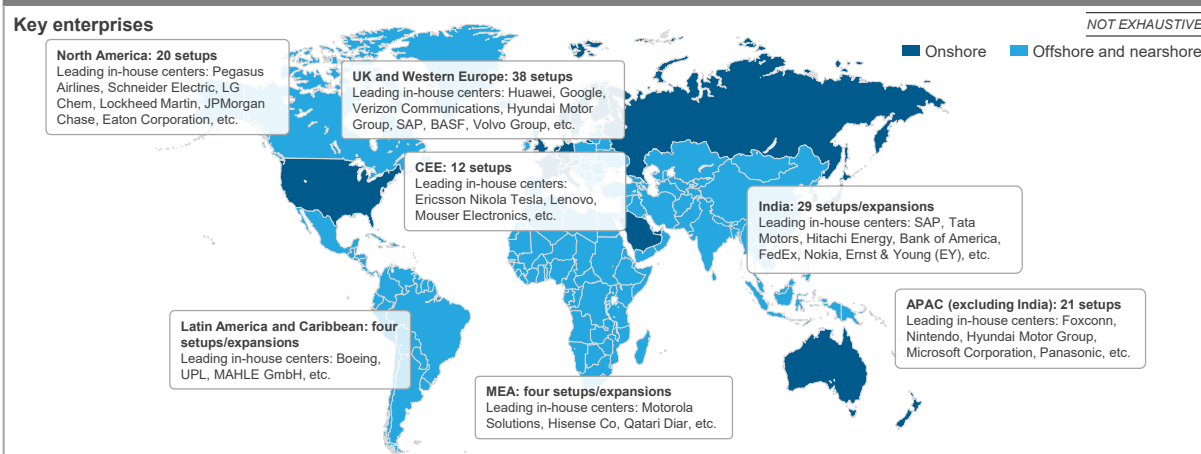 Key enterprises
NOT EXHAUSTIVE
Onshore
Offshore and nearshore
North America: 20 setups
Leading in-house centers: Pegasus
Airlines, Schneider Electric, LG
Chem, Lockheed Martin, JPMorgan
Chase, Eaton Corporation, etc.
UK and Western Europe: 38 setups
Leading in-house centers: Huawei, Google,
Verizon Communications, Hyundai Motor
Group, SAP, BASF, Volvo Group, etc.
CEE: 12 setups
Leading in-house centers:
Ericsson Nikola Tesla, Lenovo,
Mouser Electronics, etc.
India: 29 setups/expansions
Leading in-house centers: SAP, Tata
Motors, Hitachi Energy, Bank of America,
FedEx, Nokia, Ernst & Young (EY), etc.
APAC (excluding India): 21 setups
Leading in-house centers: Foxconn,
Nintendo, Hyundai Motor Group,
Microsoft Corporation, Panasonic, etc.
Latin America and Caribbean: four
setups/expansions
Leading in-house centers: Boeing,
UPL, MAHLE GmbH, etc.
MEA: four setups/expansions
Leading in-house centers: Motorola
Solutions, Hisense Co, Qatari Diar, etc.